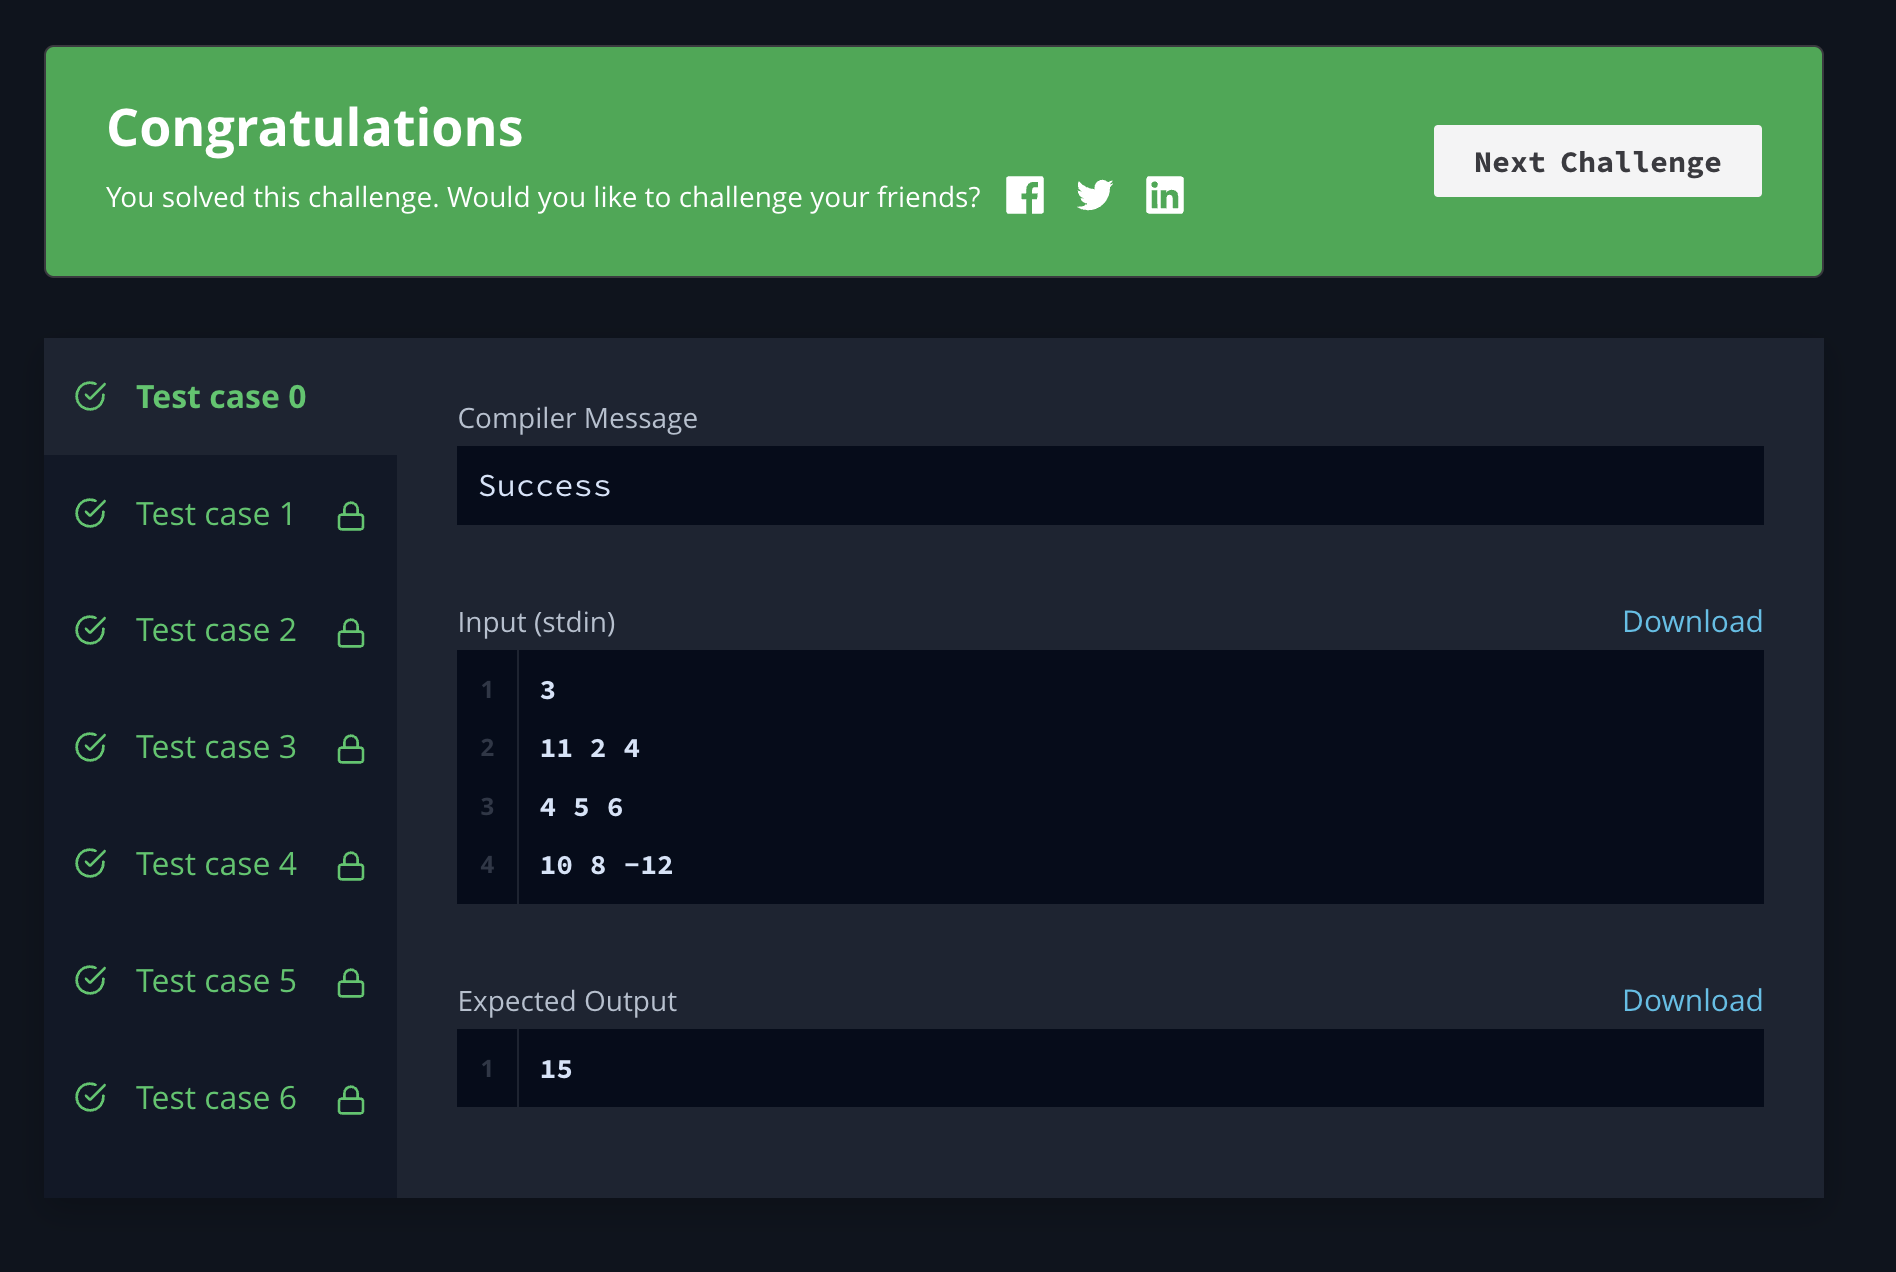 Congratulations
You solved this challenge. Would you like to challenge your friends?
Next Challenge
Test case 0
Test case 1
Test case 2
Test case 3
Test case 4
Test case 5
Test case 6
Compiler Message
Success
Input (stdin) Download
1 3
2 11 2 4
3 4 5 6
4 10 8 -12
Expected Output Download
1 15